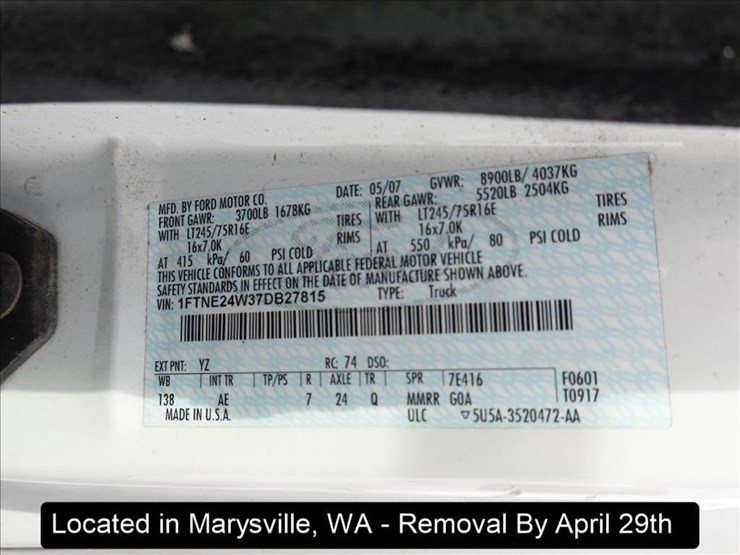 MFD. BY FORD MOTOR CO. DATE: 05/07 GVWR: 8900LB/ 4037KG
FRONT GAWR: 3700LB 1678KG REAR GAWR: 5520LB 2504KG
WITH LT245/75R16E TIRES WITH LT245/75R16E TIRES
16x7.0K RIMS 16x7.0K RIMS
AT 415 kPa/ 60 PSI COLD AT 550 kPa/ 80 PSI COLD
THIS VEHICLE CONFORMS TO ALL APPLICABLE FEDERAL MOTOR VEHICLE
SAFETY STANDARDS IN EFFECT ON THE DATE OF MANUFACTURE SHOWN ABOVE.
VIN: 1FTNE24W37DB27815 TYPE: Truck
EXT PNT: YZ RC: 74 DSO:
WB INT TR TP/PS R AXLE TR SPR 7E416 F0601
138 AE 7 24 Q MMRR GOA T0917
MADE IN U.S.A. ULC ▽5U5A-3520472-AA
Located in Marysville, WA - Removal By April 29th